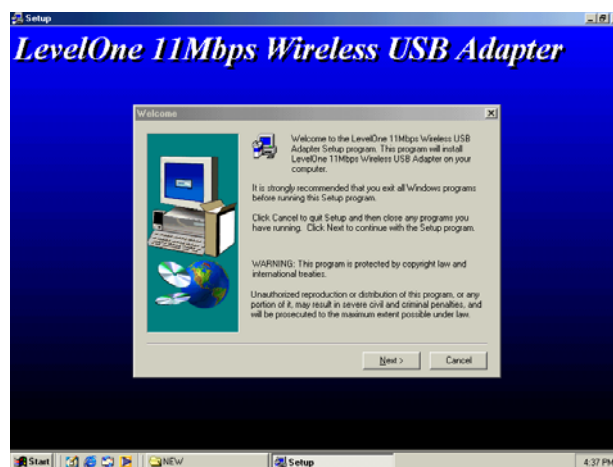 Setup
LevelOne 11Mbps Wireless USB Adapter
Welcome
Welcome to the LevelOne 11Mbps Wireless USB
Adapter Setup program. This program will install
LevelOne 11Mbps Wireless USB Adapter on your
computer.
It is strongly recommended that you exit all Windows programs
before running this Setup program.
Click Cancel to quit Setup and then close any programs you
have running. Click Next to continue with the Setup program.
WARNING: This program is protected by copyright law and
international treaties.
Unauthorized reproduction or distribution of this program, or any
portion of it, may result in severe civil and criminal penalties, and
will be prosecuted to the maximum extent possible under law.
Next >
Cancel
Start
NEW
Setup
4:37 PM